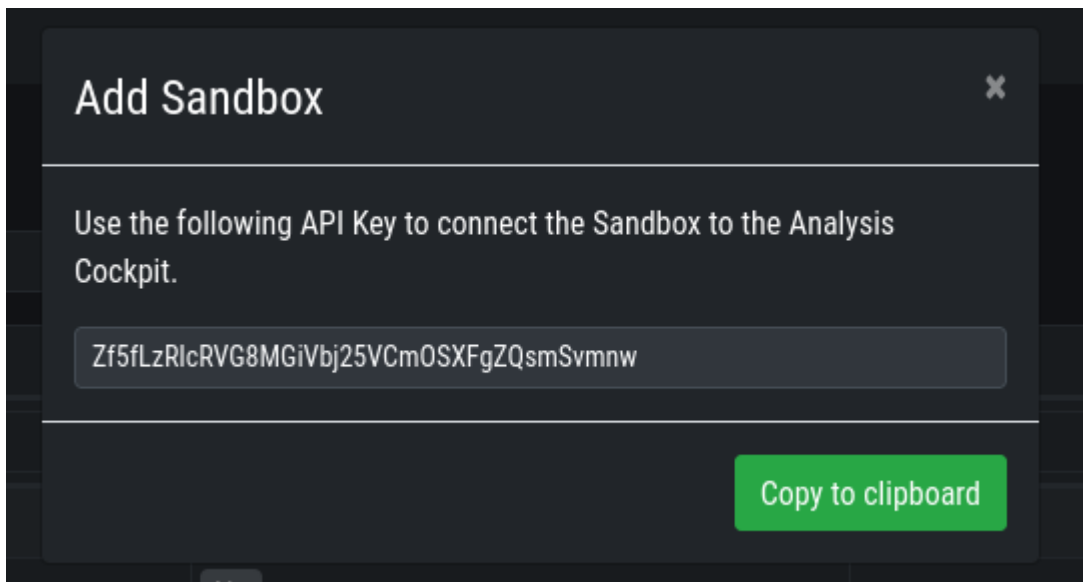 Add Sandbox
×
Use the following API Key to connect the Sandbox to the Analysis
Cockpit.
Zf5fLzRlcRVG8MGiVbj25VCmOSXFgZQsmSvmnw
Copy to clipboard